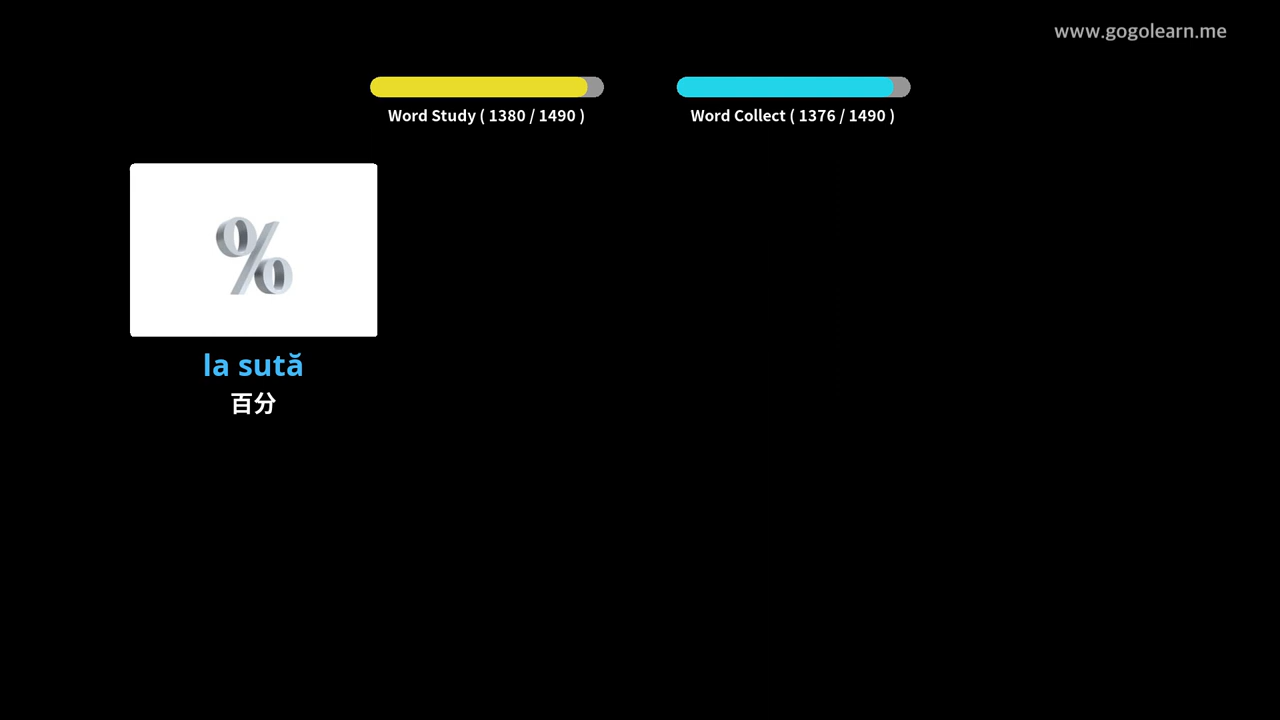 www.gogolearn.me
Word Study ( 1380 / 1490 )
Word Collect ( 1376 / 1490 )
%
la sută
百分